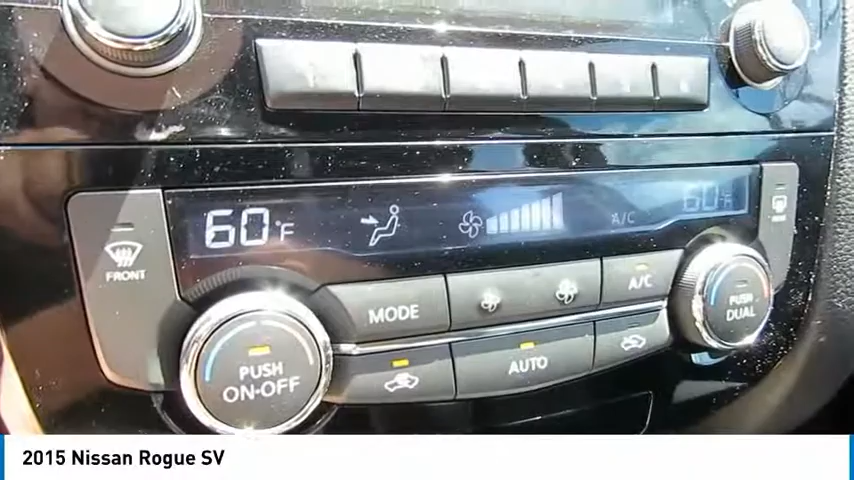 60°F A/C 60°F
FRONT
MODE A/C
PUSH DUAL
PUSH ON-OFF
AUTO
2015 Nissan Rogue SV